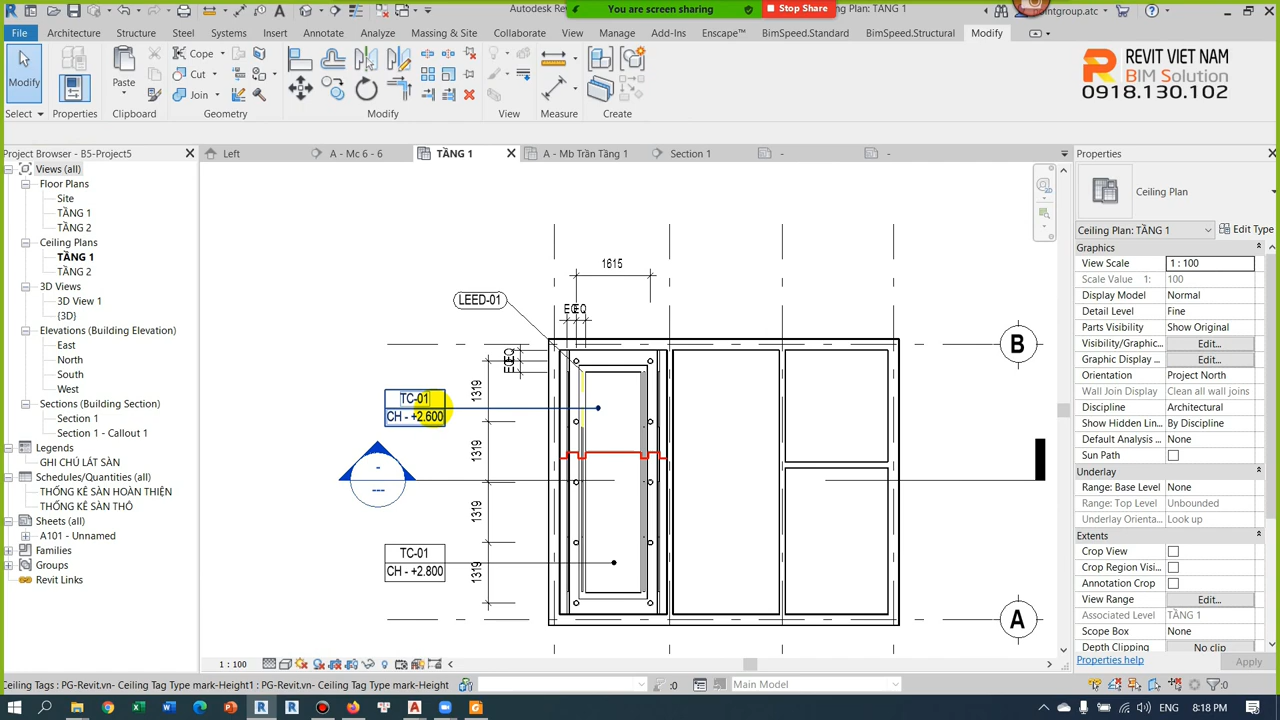 Autodesk Revit
You are screen sharing
Stop Share
Ceiling Plan: TẦNG 1
File
Architecture
Structure
Steel
Systems
Insert
Annotate
Analyze
Massing & Site
Collaborate
View
Manage
Add-Ins
Enscape™
BimSpeed.Standard
BimSpeed.Structural
Modify
REVIT VIET NAM
BIM Solution
0918.130.102
Modify
Paste
Cope
Cut
Join
Select
Properties
Clipboard
Geometry
Modify
View
Measure
Create
Project Browser - B5-Project5
Left
A - Mc 6 - 6
TẦNG 1
A - Mb Trần Tầng 1
Section 1
-
-
Properties
Views (all)
Floor Plans
Site
TẦNG 1
TẦNG 2
Ceiling Plans
TẦNG 1
TẦNG 2
3D Views
3D View 1
{3D}
Elevations (Building Elevation)
East
North
South
West
Sections (Building Section)
Section 1
Section 1 - Callout 1
Legends
GHI CHÚ LÁT SÀN
Schedules/Quantities (all)
THỐNG KÊ SÀN HOÀN THIỆN
THỐNG KÊ SÀN THÔ
Sheets (all)
A101 - Unnamed
Families
Groups
Revit Links
1615
LEED-01
EQ
EQ
EQ
EQ
TC-01
CH - +2.600
1319
1319
1319
1319
-
---
TC-01
CH - +2.800
B
A
Ceiling Plan
Ceiling Plan: TẦNG 1
Edit Type
Graphics
View Scale
1 : 100
Scale Value 1:
100
Display Model
Normal
Detail Level
Fine
Parts Visibility
Show Original
Visibility/Graphic...
Edit...
Graphic Display ...
Edit...
Orientation
Project North
Wall Join Display
Clean all wall joins
Discipline
Architectural
Show Hidden Lin...
By Discipline
Default Analysis ...
None
Sun Path
Underlay
Range: Base Level
None
Range: Top Level
Unbounded
Underlay Orienta...
Look up
Extents
Crop View
Crop Region Visi...
Annotation Crop
View Range
Edit...
Associated Level
TẦNG 1
Scope Box
None
Depth Clipping
No clip
Properties help
Apply
1 : 100
Ceiling Tags : PG-Revit.vn- Ceiling Tag Type mark-Height1 : PG-Revit.vn- Ceiling Tag Type mark-Height
:0
Main Model
:0
ENG
8:18 PM